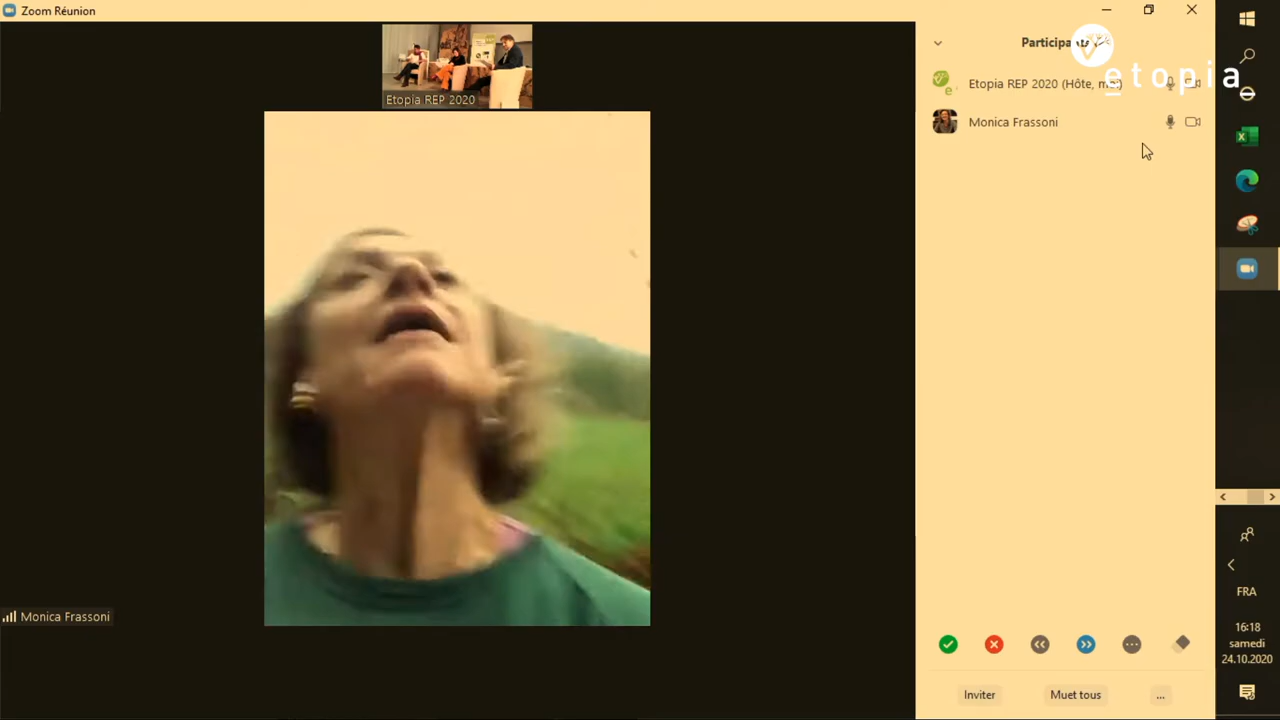 Zoom Réunion
Etopia REP 2020
Monica Frassoni
etopia
Etopia REP 2020 (Hôte, moi)
Monica Frassoni
Inviter
Muet tous
...
FRA
16:18
samedi
24.10.2020